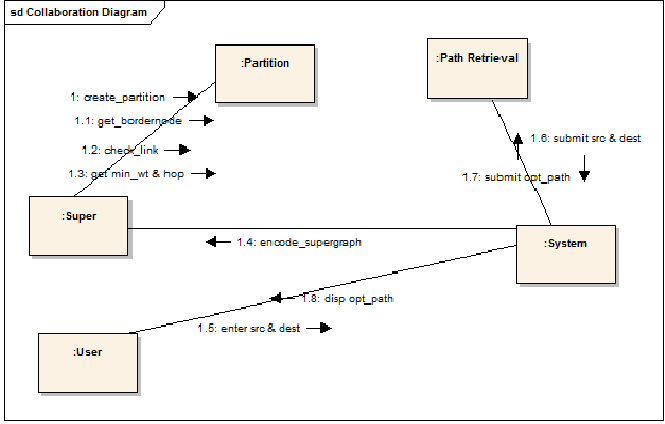 sd Collaboration Diagram
:Partition
:Path Retrieval
1: create_partition
1.1: get_bordernode
1.2: check_link
1.3: get min_wt & hop
1.6: submit src & dest
1.7: submit opt_path
:Super
:System
1.4: encode_supergraph
1.8: disp opt_path
1.5: enter src & dest
:User